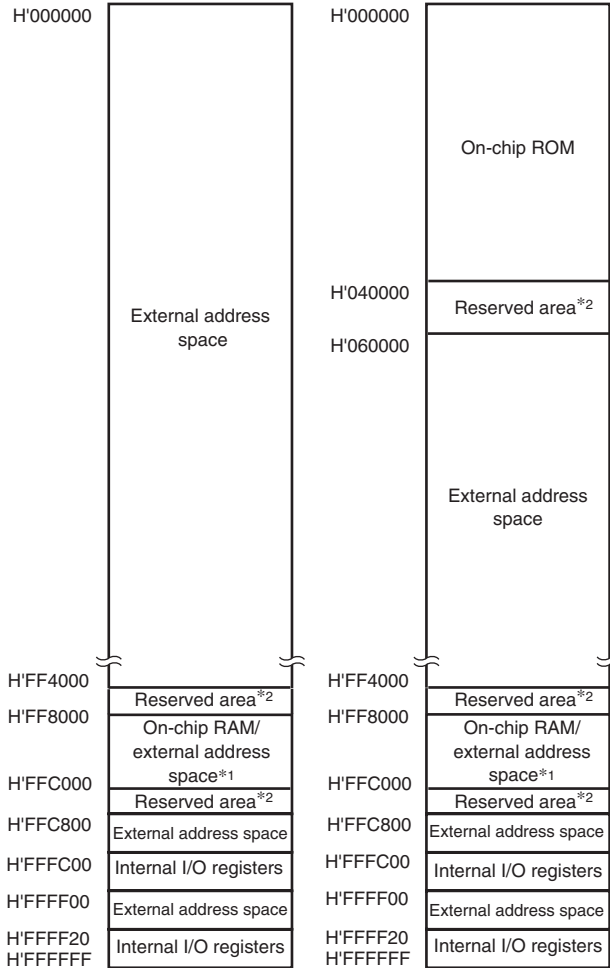 H'000000
External address
space
H'FF4000
Reserved area*2
H'FF8000
On-chip RAM/
external address
space*1
H'FFC000
Reserved area*2
H'FFC800
External address space
H'FFFC00
Internal I/O registers
H'FFFF00
External address space
H'FFFF20
Internal I/O registers
H'FFFFFF
H'000000
On-chip ROM
H'040000
Reserved area*2
H'060000
External address
space
H'FF4000
Reserved area*2
H'FF8000
On-chip RAM/
external address
space*1
H'FFC000
Reserved area*2
H'FFC800
External address space
H'FFFC00
Internal I/O registers
H'FFFF00
External address space
H'FFFF20
Internal I/O registers
H'FFFFFF